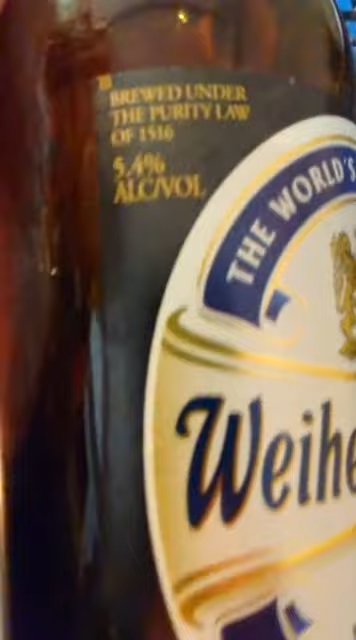 BREWED UNDER
THE PURITY LAW
OF 1516
5.4%
ALC/VOL
THE WORLD'S
Weihe